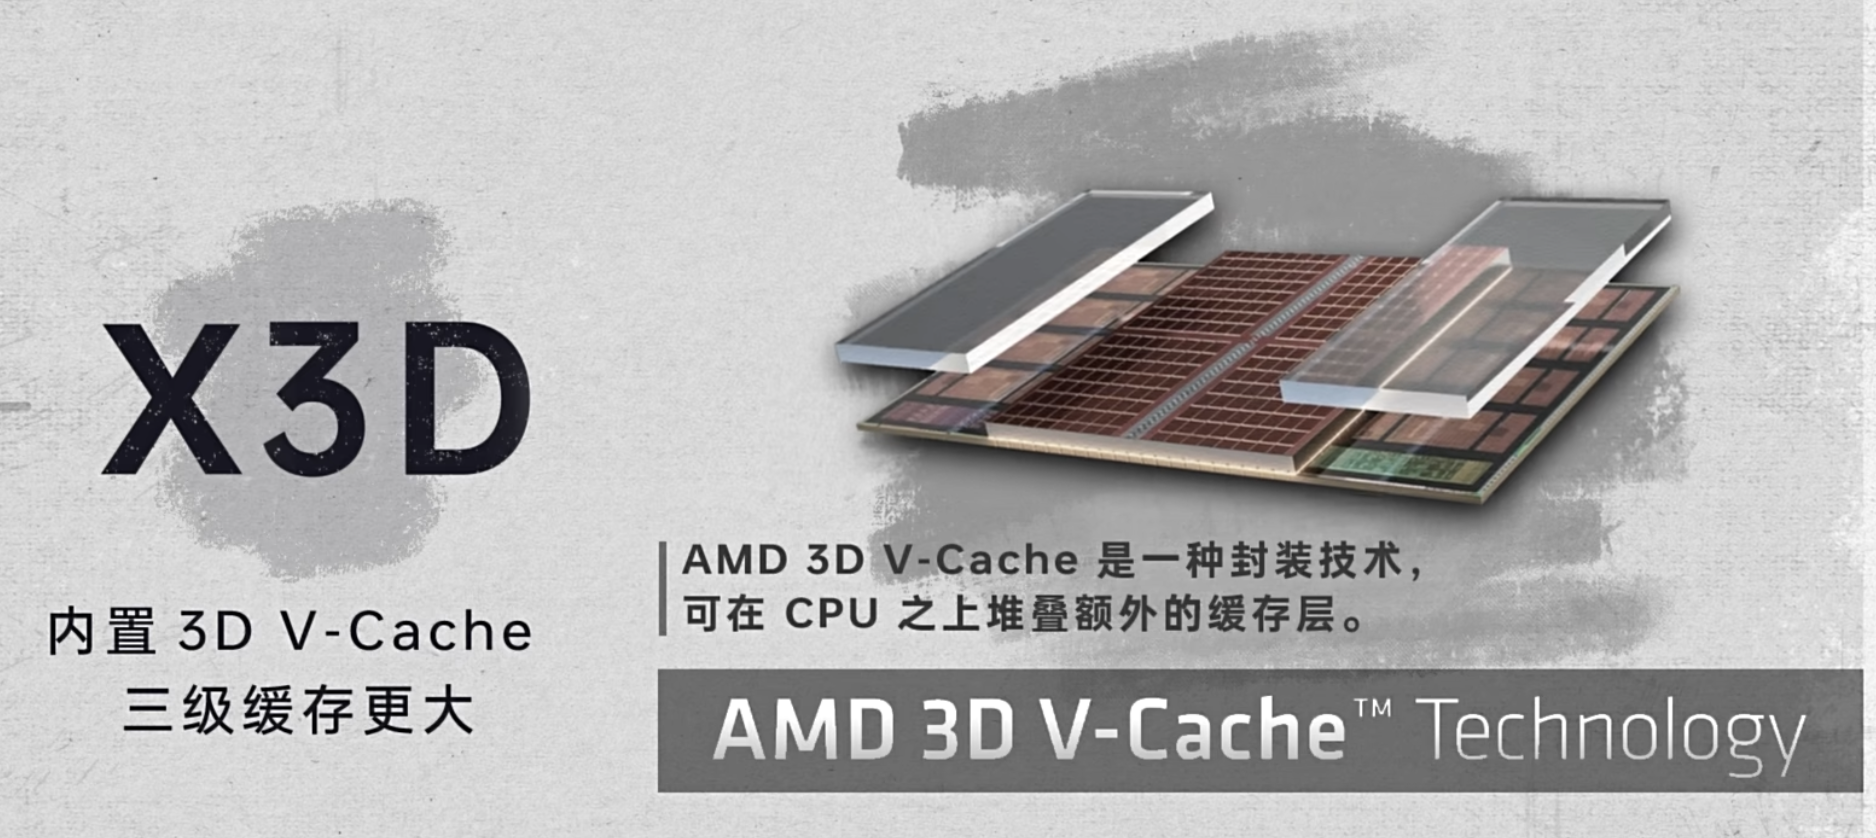 X3D
内置 3D V-Cache
三级缓存更大
AMD 3D V-Cache 是一种封装技术，
可在 CPU 之上堆叠额外的缓存层。
AMD 3D V-Cache™ Technology